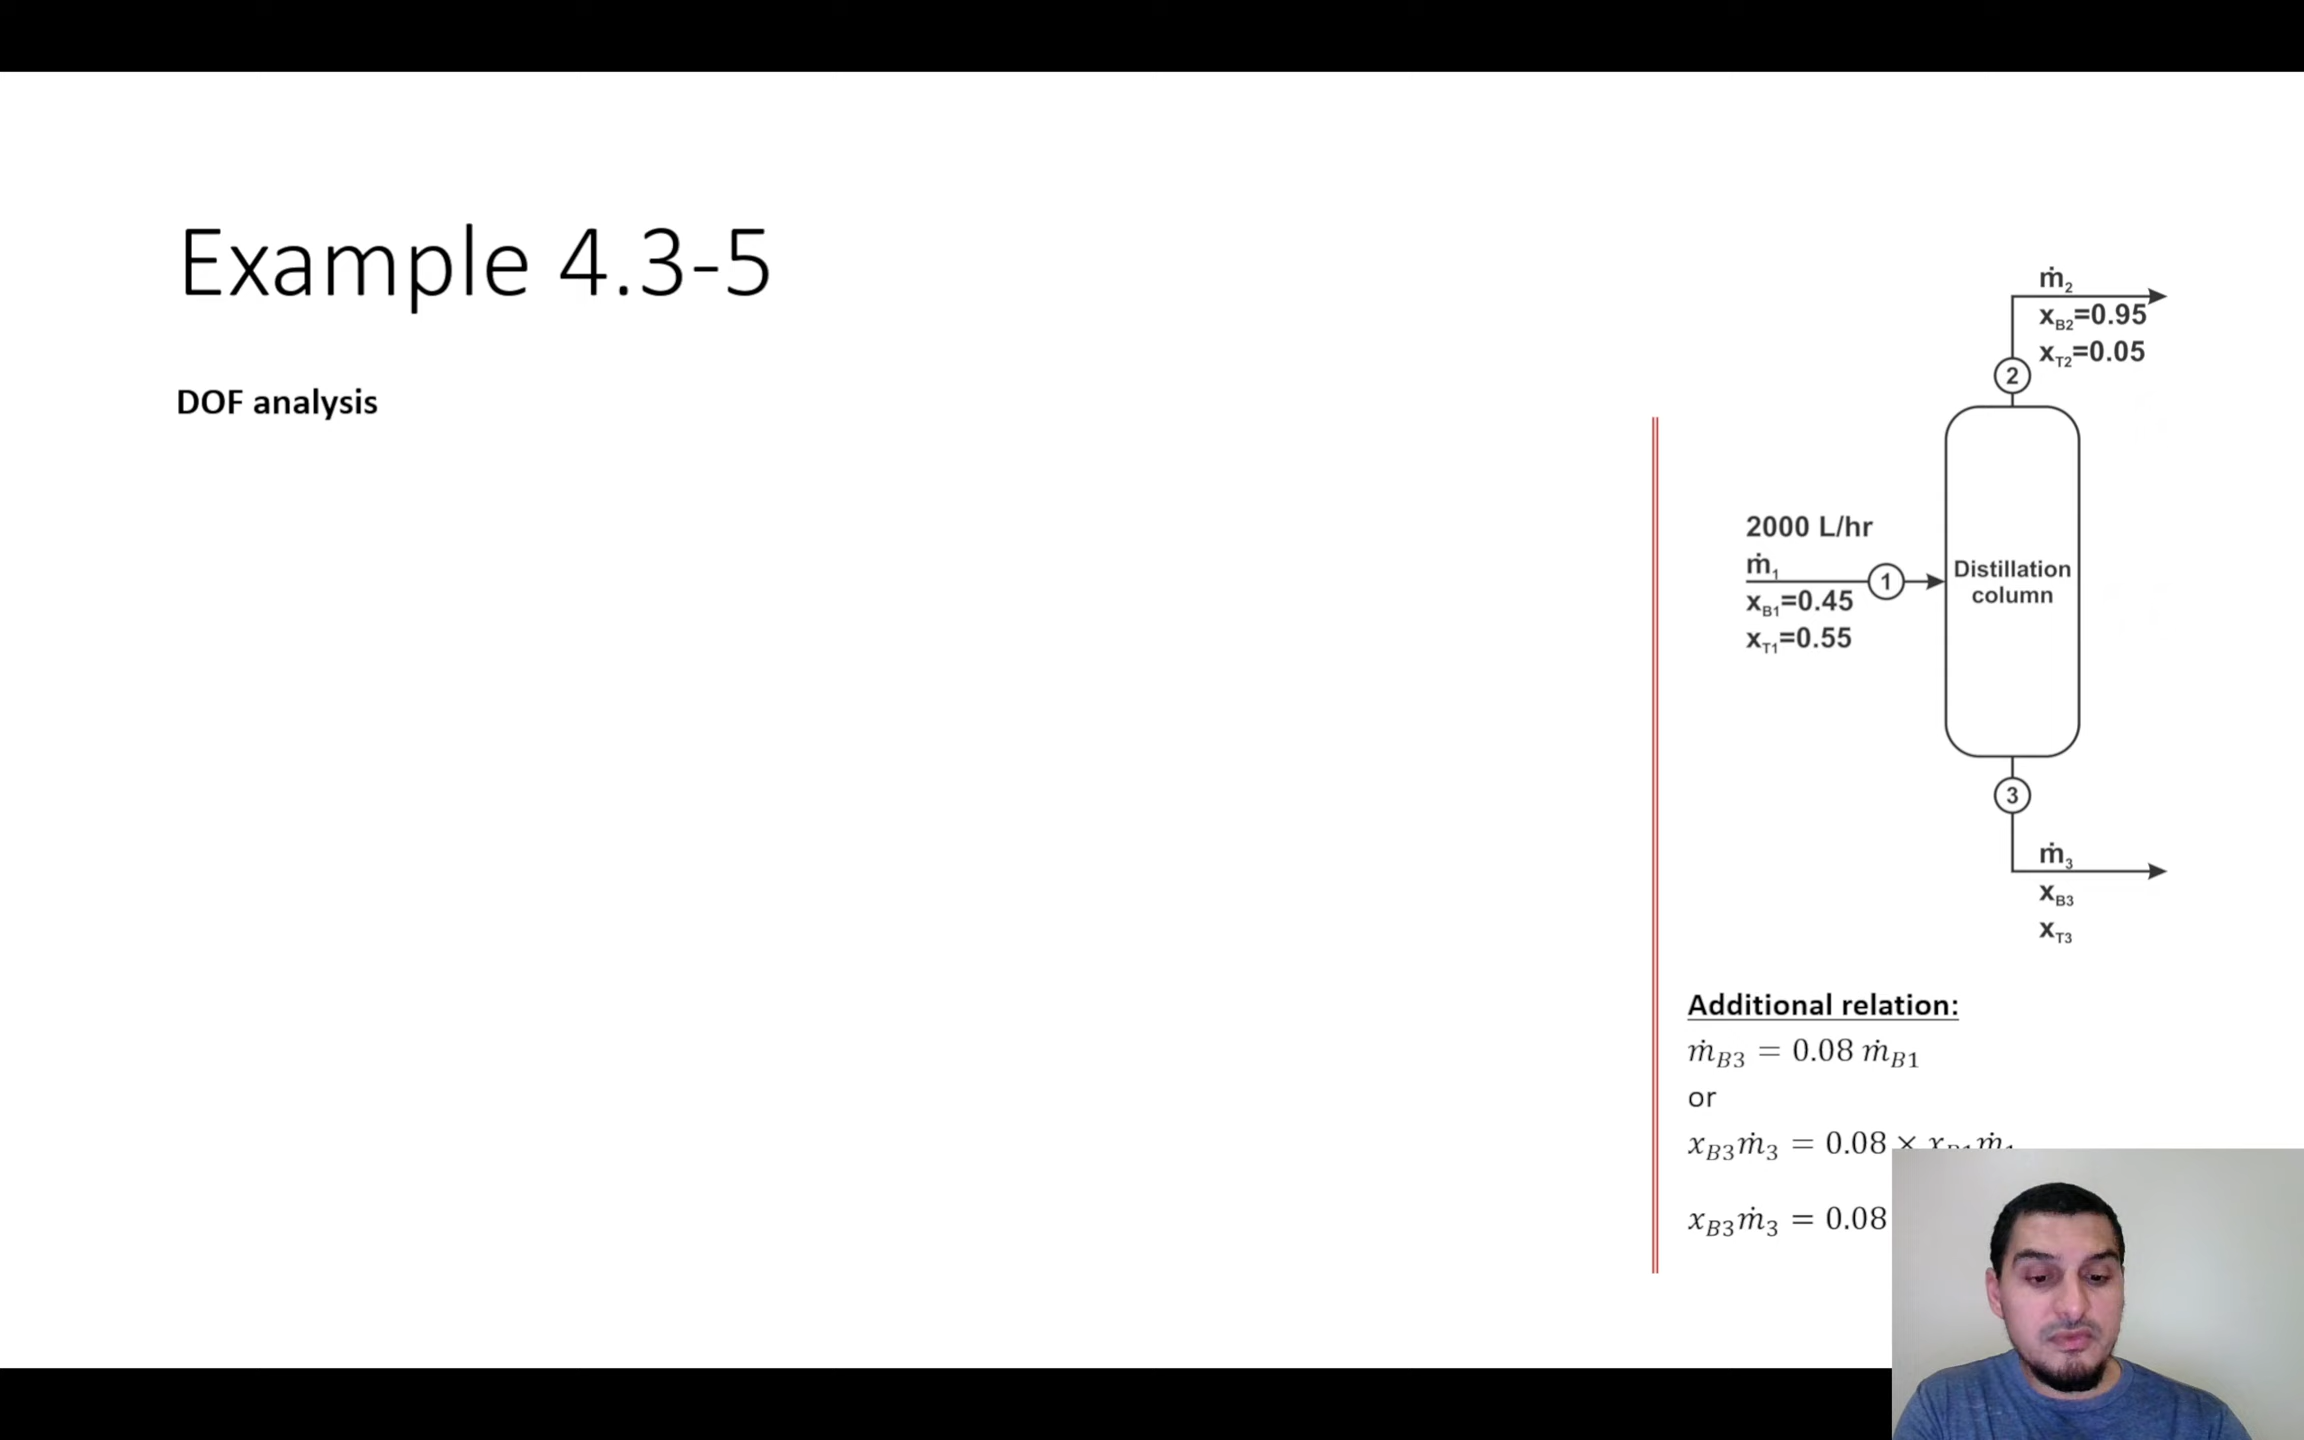 Example 4.3-5
DOF analysis
ṁ₂
x_B2=0.95
x_T2=0.05
2
2000 L/hr
ṁ₁
x_B1=0.45
x_T1=0.55
1
Distillation
column
3
ṁ₃
x_B3
x_T3
Additional relation:
ṁ_B3 = 0.08 ṁ_B1
or
x_B3 ṁ₃ = 0.08 ×
x_B3 ṁ₃ = 0.08